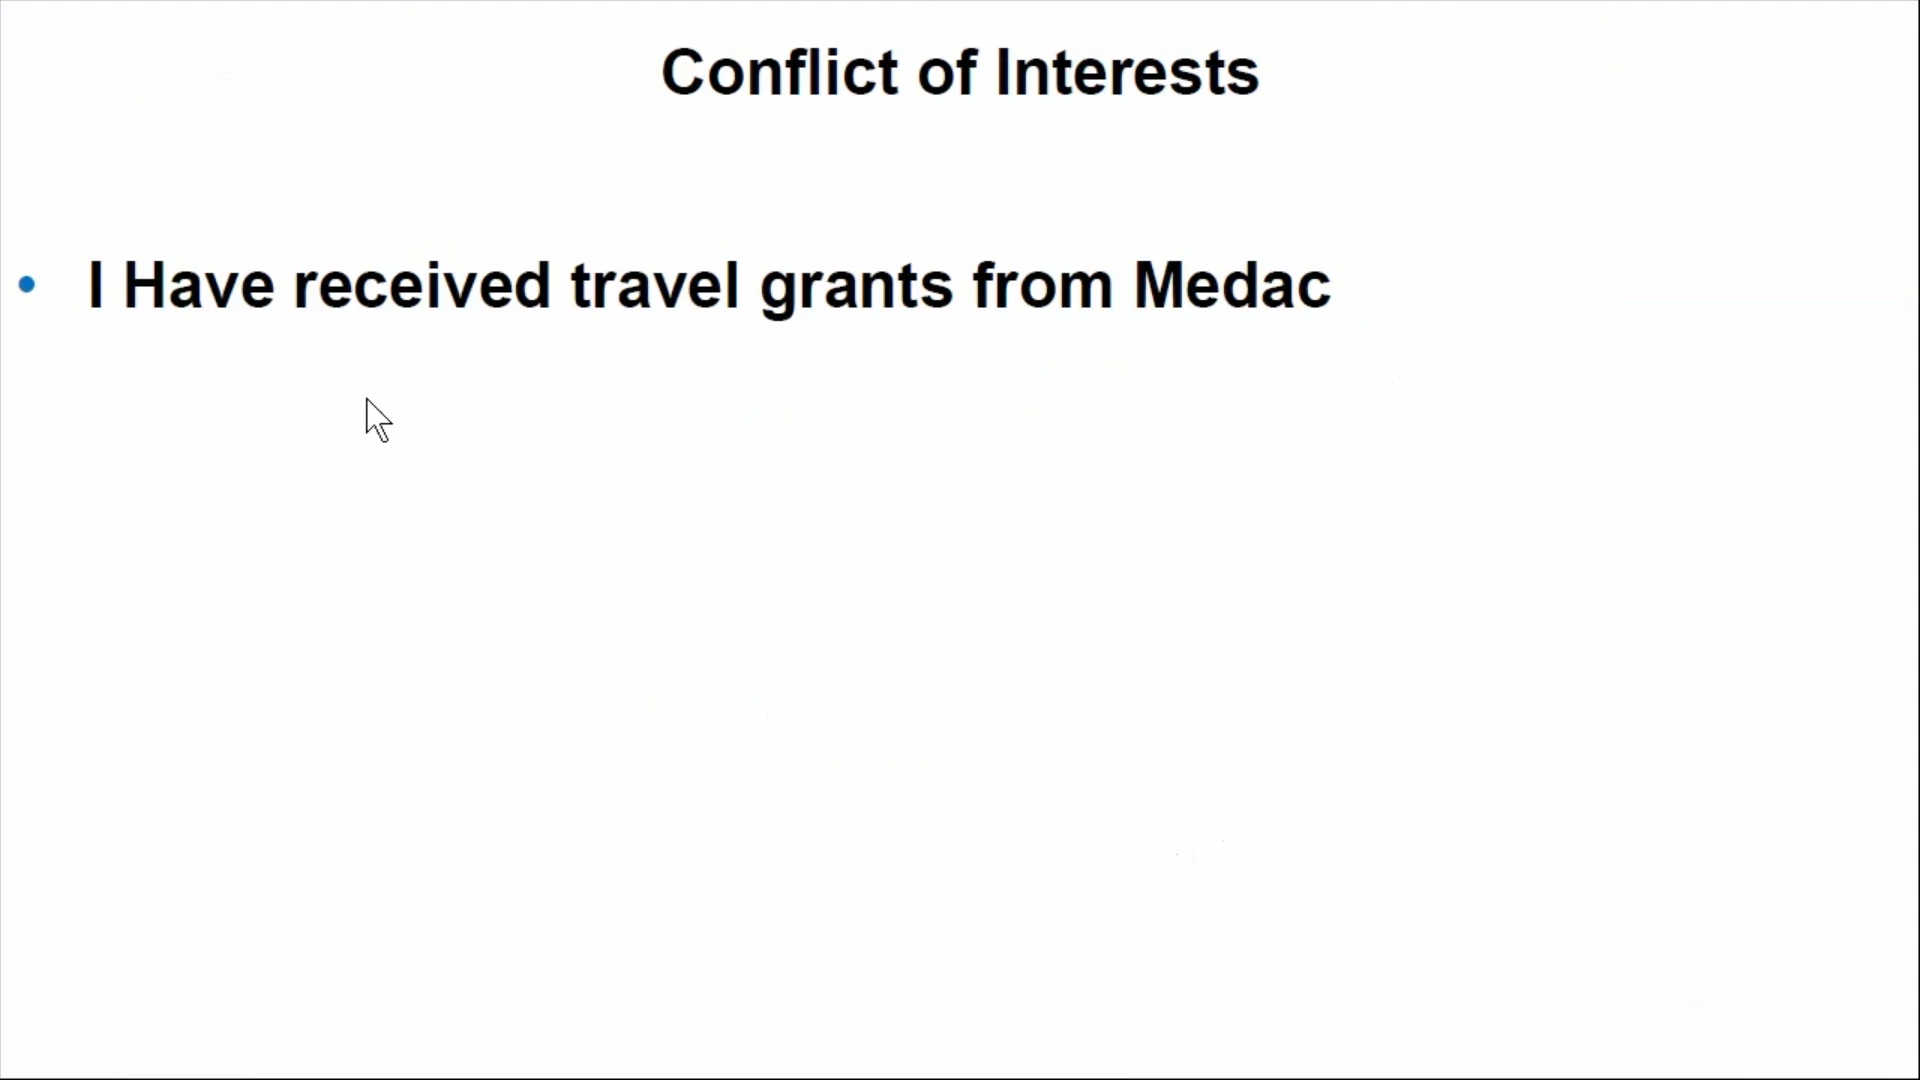 Conflict of Interests
• I Have received travel grants from Medac